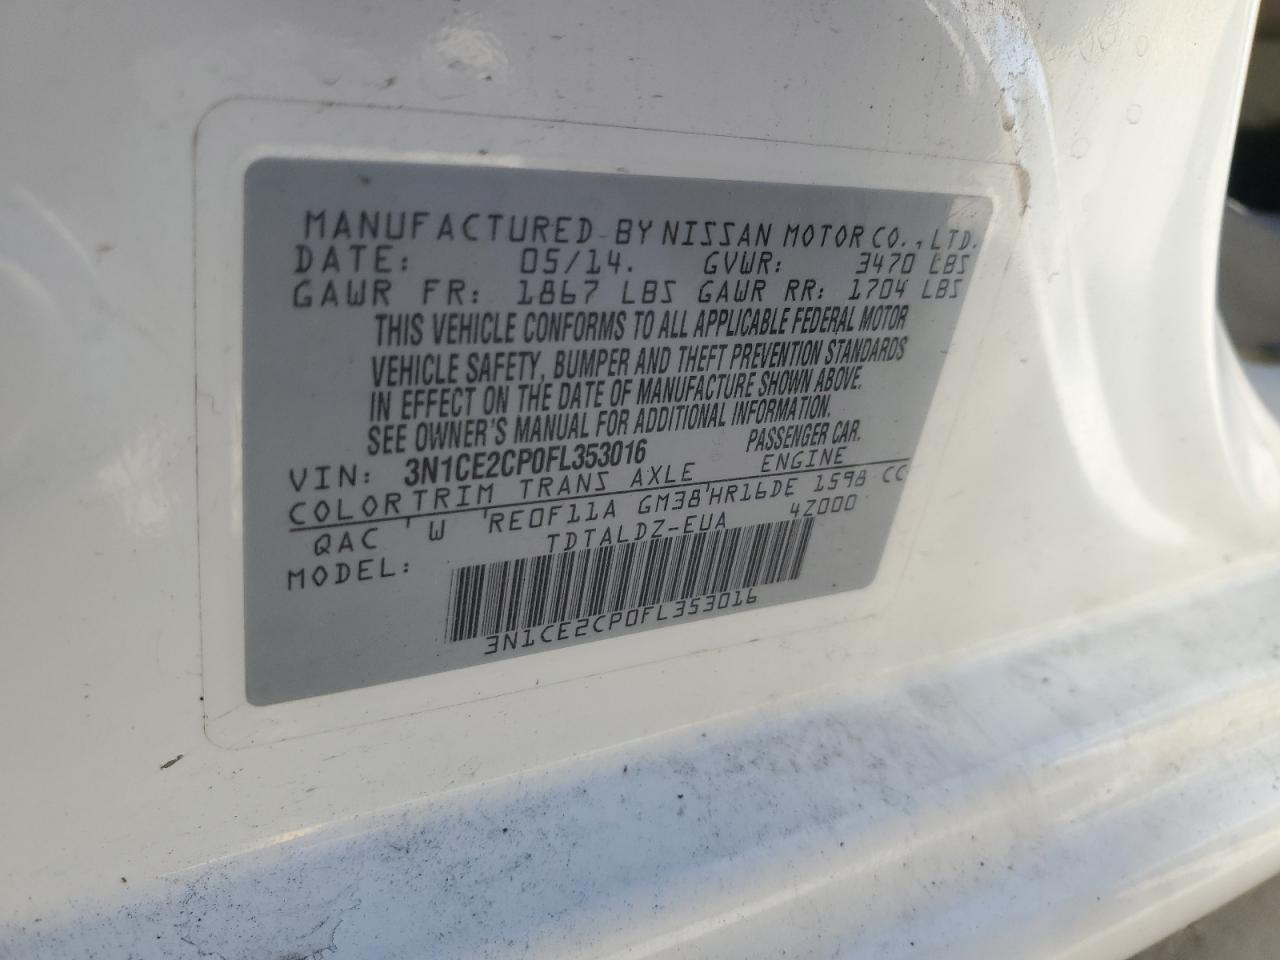 MANUFACTURED BY NISSAN MOTOR CO., LTD.
DATE: 05/14. GVWR: 3470 LBS
GAWR FR: 1867 LBS GAWR RR: 1704 LBS
THIS VEHICLE CONFORMS TO ALL APPLICABLE FEDERAL MOTOR
VEHICLE SAFETY, BUMPER AND THEFT PREVENTION STANDARDS
IN EFFECT ON THE DATE OF MANUFACTURE SHOWN ABOVE.
SEE OWNER'S MANUAL FOR ADDITIONAL INFORMATION.
VIN: 3N1CE2CP0FL353016 PASSENGER CAR.
COLOR TRIM TRANS AXLE ENGINE
QAC ' W 'RE0F11A GM38'HR16DE 1598 CC
MODEL: TDTALDZ-EUA 4Z000
3N1CE2CP0FL353016